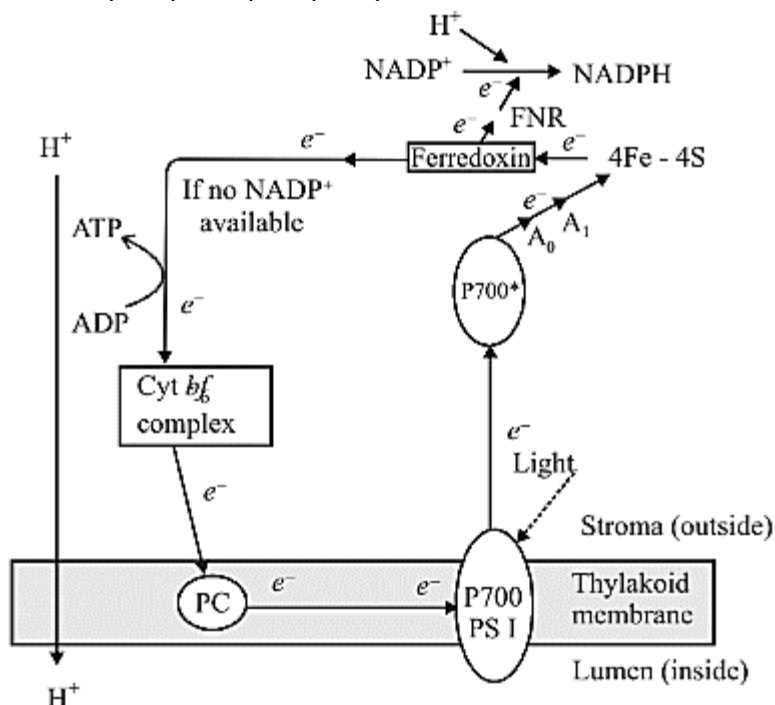 H⁺
NADP⁺ NADPH
e⁻
FNR
e⁻
e⁻ Ferredoxin e⁻ 4Fe - 4S
H⁺
If no NADP⁺
available
e⁻
A₀ A₁
ATP
P700*
ADP e⁻
Cyt b₆f
complex
e⁻
Light
e⁻
Stroma (outside)
PC e⁻ e⁻ P700
PS I
Thylakoid
membrane
Lumen (inside)
H⁺